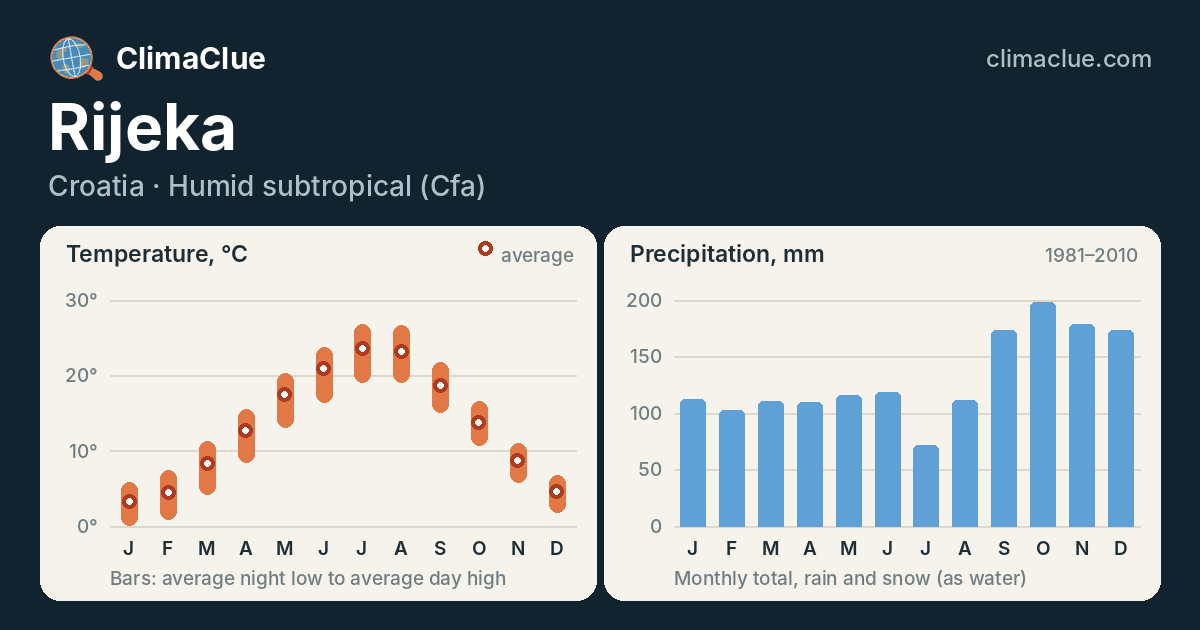 ClimaClue
climaclue.com
Rijeka
Croatia · Humid subtropical (Cfa)
Temperature, °C
average
30°
20°
10°
0°
J F M A M J J A S O N D
Bars: average night low to average day high
Precipitation, mm
1981–2010
200
150
100
50
0
J F M A M J J A S O N D
Monthly total, rain and snow (as water)